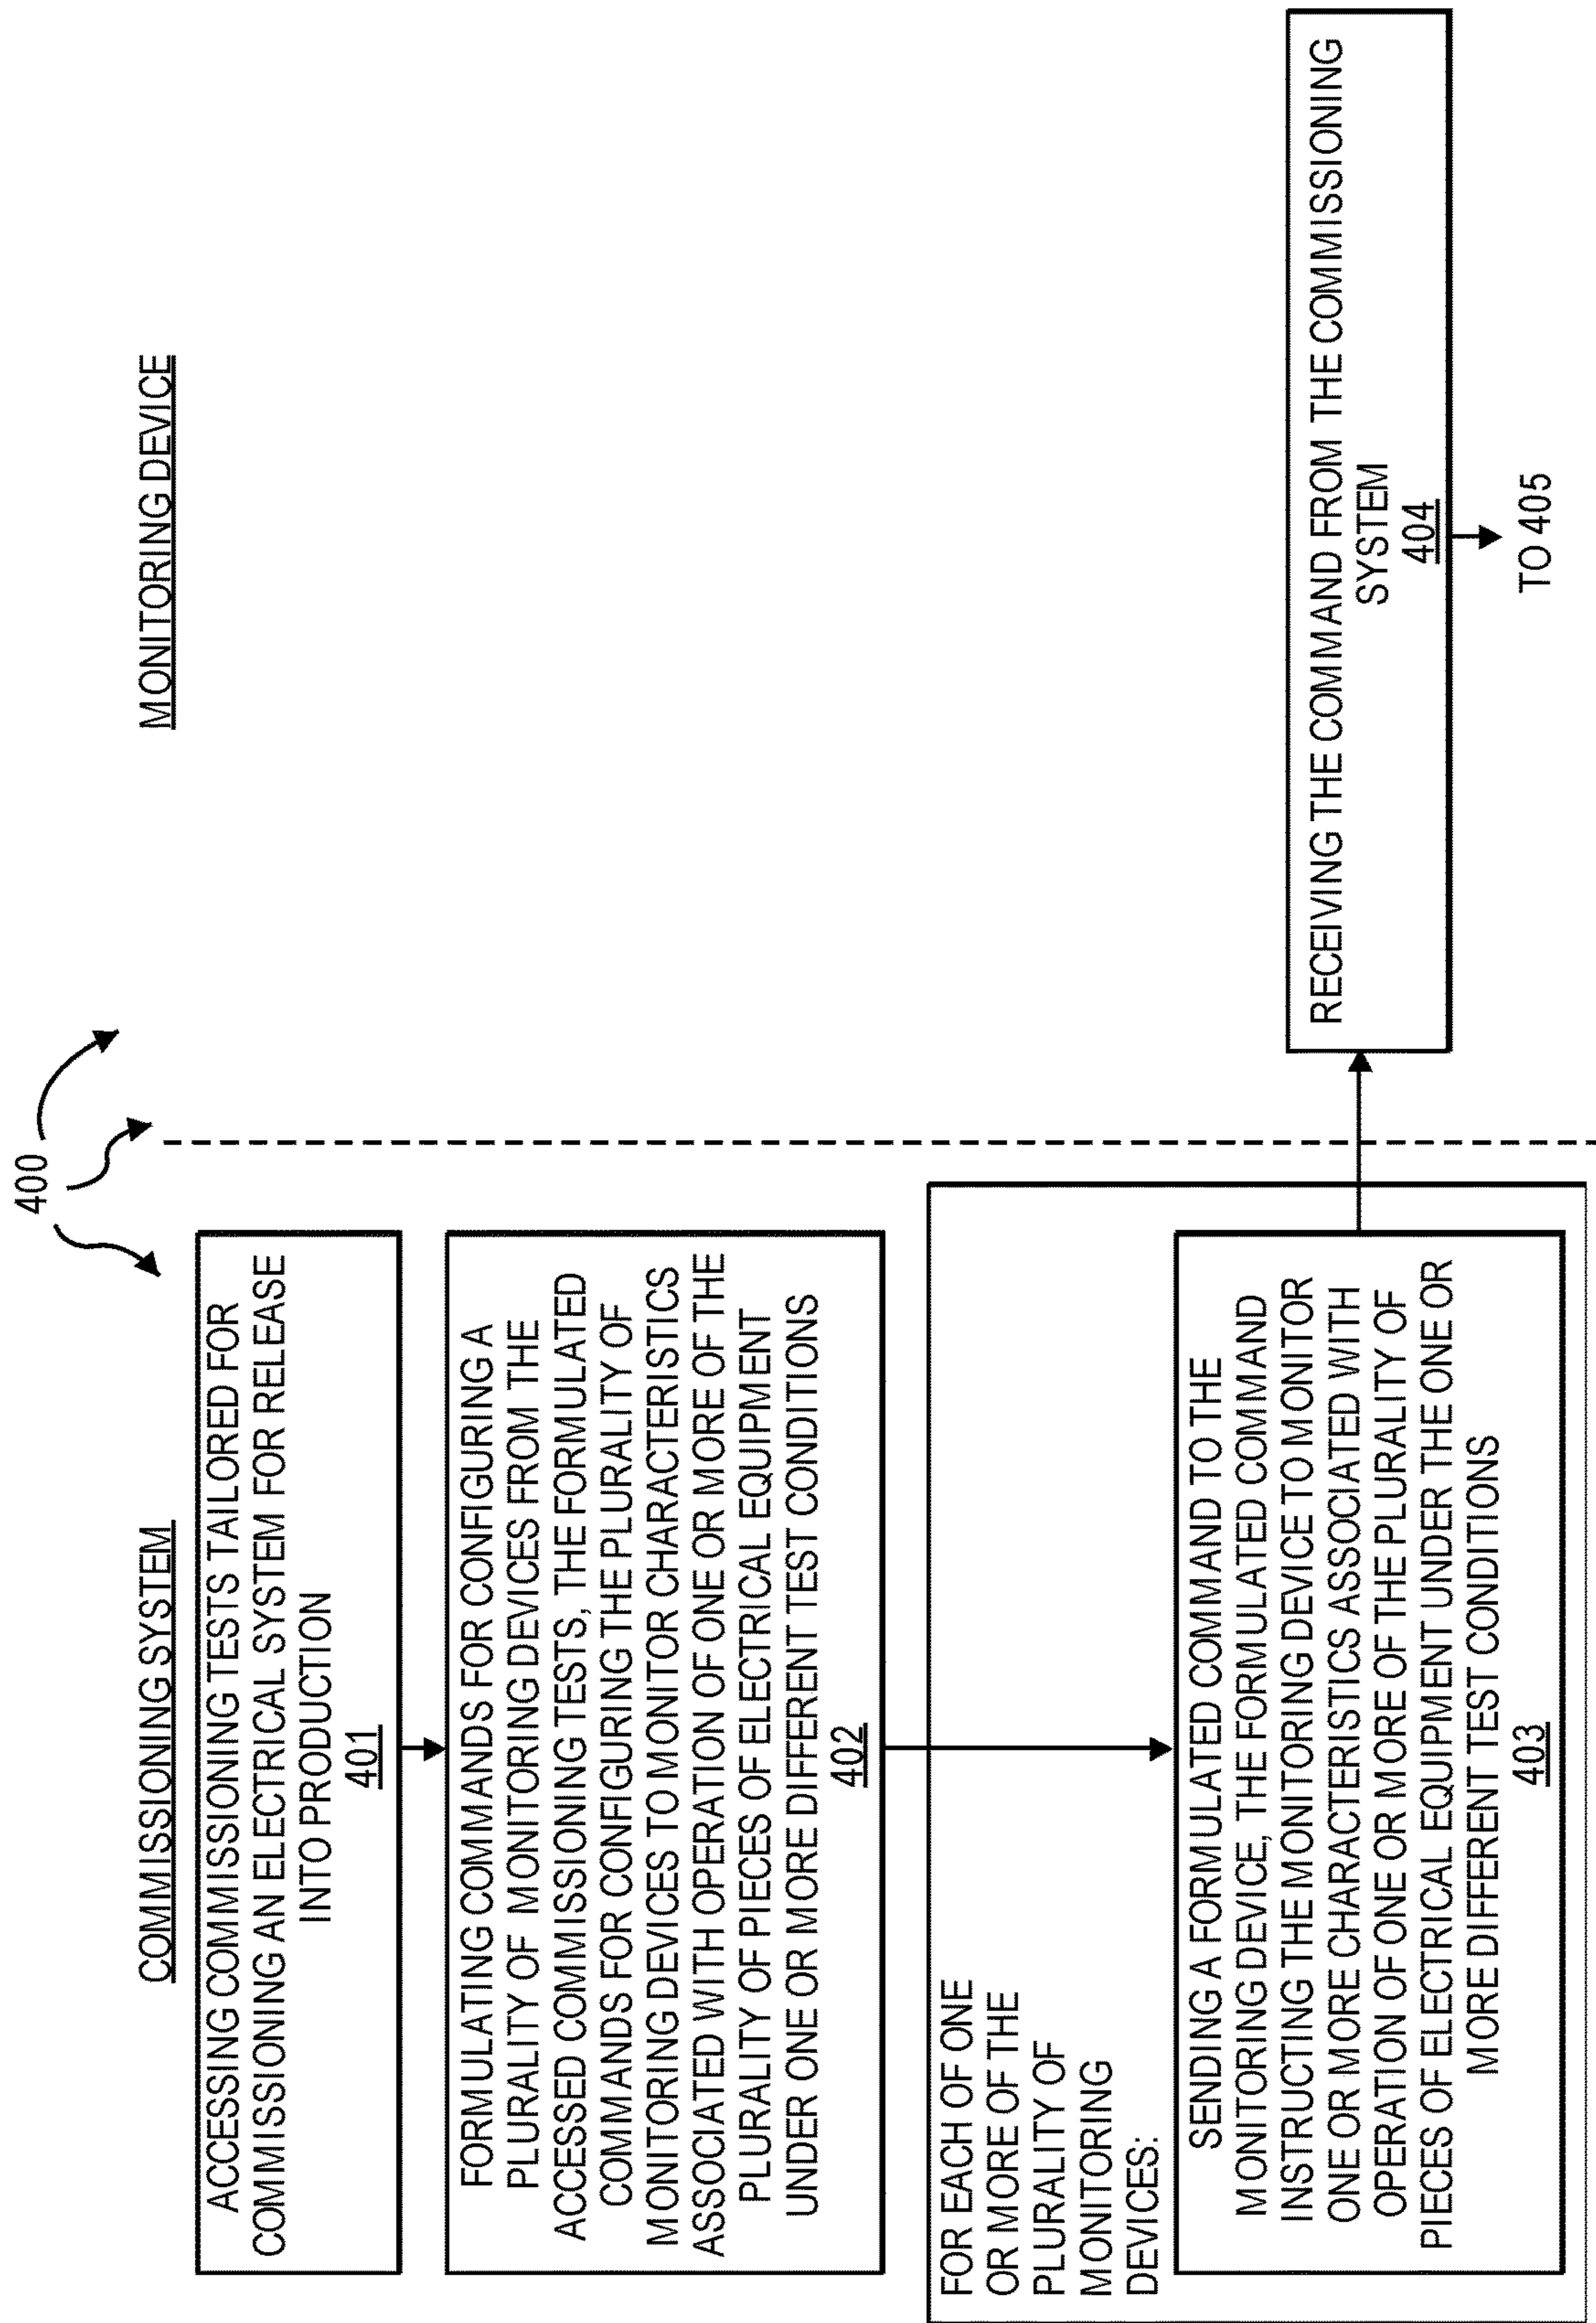 400
COMMISSIONING SYSTEM
MONITORING DEVICE
ACCESSING COMMISSIONING TESTS TAILORED FOR
COMMISSIONING AN ELECTRICAL SYSTEM FOR RELEASE
INTO PRODUCTION
401
FORMULATING COMMANDS FOR CONFIGURING A
PLURALITY OF MONITORING DEVICES FROM THE
ACCESSED COMMISSIONING TESTS, THE FORMULATED
COMMANDS FOR CONFIGURING THE PLURALITY OF
MONITORING DEVICES TO MONITOR CHARACTERISTICS
ASSOCIATED WITH OPERATION OF ONE OR MORE OF THE
PLURALITY OF PIECES OF ELECTRICAL EQUIPMENT
UNDER ONE OR MORE DIFFERENT TEST CONDITIONS
402
FOR EACH OF ONE
OR MORE OF THE
PLURALITY OF
MONITORING
DEVICES:
SENDING A FORMULATED COMMAND TO THE
MONITORING DEVICE, THE FORMULATED COMMAND
INSTRUCTING THE MONITORING DEVICE TO MONITOR
ONE OR MORE CHARACTERISTICS ASSOCIATED WITH
OPERATION OF ONE OR MORE OF THE PLURALITY OF
PIECES OF ELECTRICAL EQUIPMENT UNDER THE ONE OR
MORE DIFFERENT TEST CONDITIONS
403
RECEIVING THE COMMAND FROM THE COMMISSIONING
SYSTEM
404
TO 405